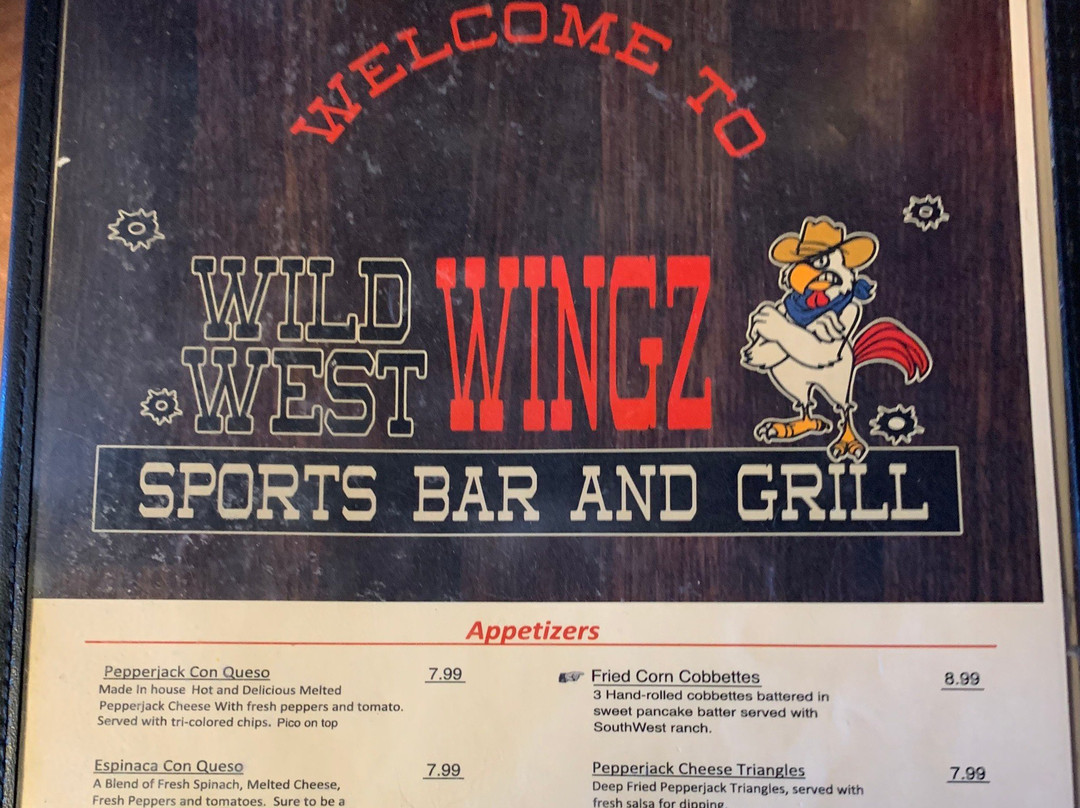 WELCOME TO
WILD
WEST
WINGZ
SPORTS BAR AND GRILL
Appetizers
Pepperjack Con Queso 7.99
Made In house Hot and Delicious Melted
Pepperjack Cheese With fresh peppers and tomato.
Served with tri-colored chips. Pico on top
Espinaca Con Queso 7.99
A Blend of Fresh Spinach, Melted Cheese,
Fresh Peppers and tomatoes. Sure to be a
Fried Corn Cobbettes 8.99
3 Hand-rolled cobbettes battered in
sweet pancake batter served with
SouthWest ranch.
Pepperjack Cheese Triangles 7.99
Deep Fried Pepperjack Triangles, served with
fresh salsa for dipping